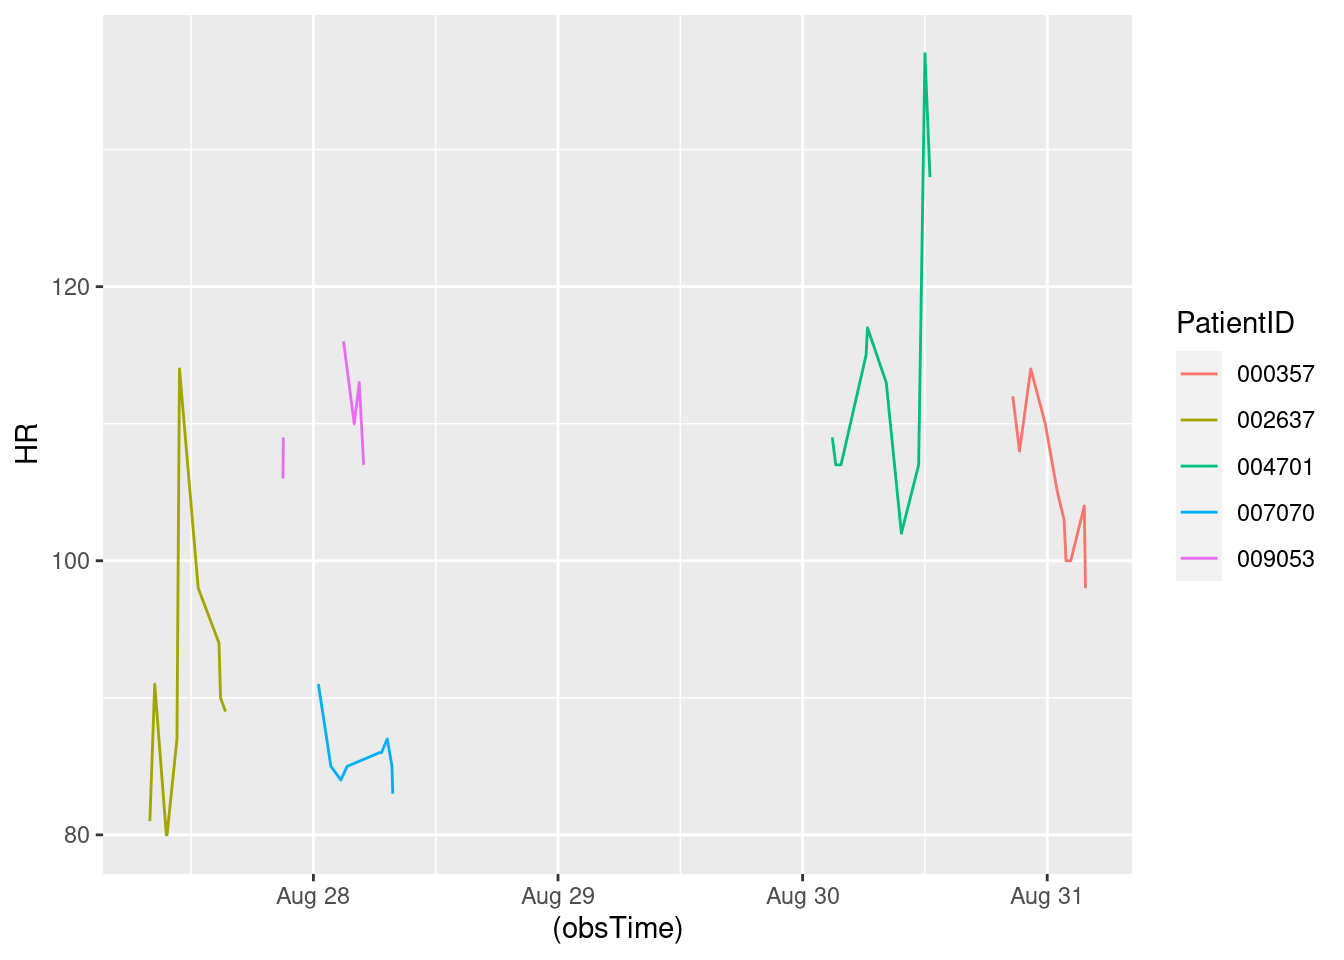 HR
120
100
80
Aug 28
Aug 29
Aug 30
Aug 31
(obsTime)
PatientID
000357
002637
004701
007070
009053